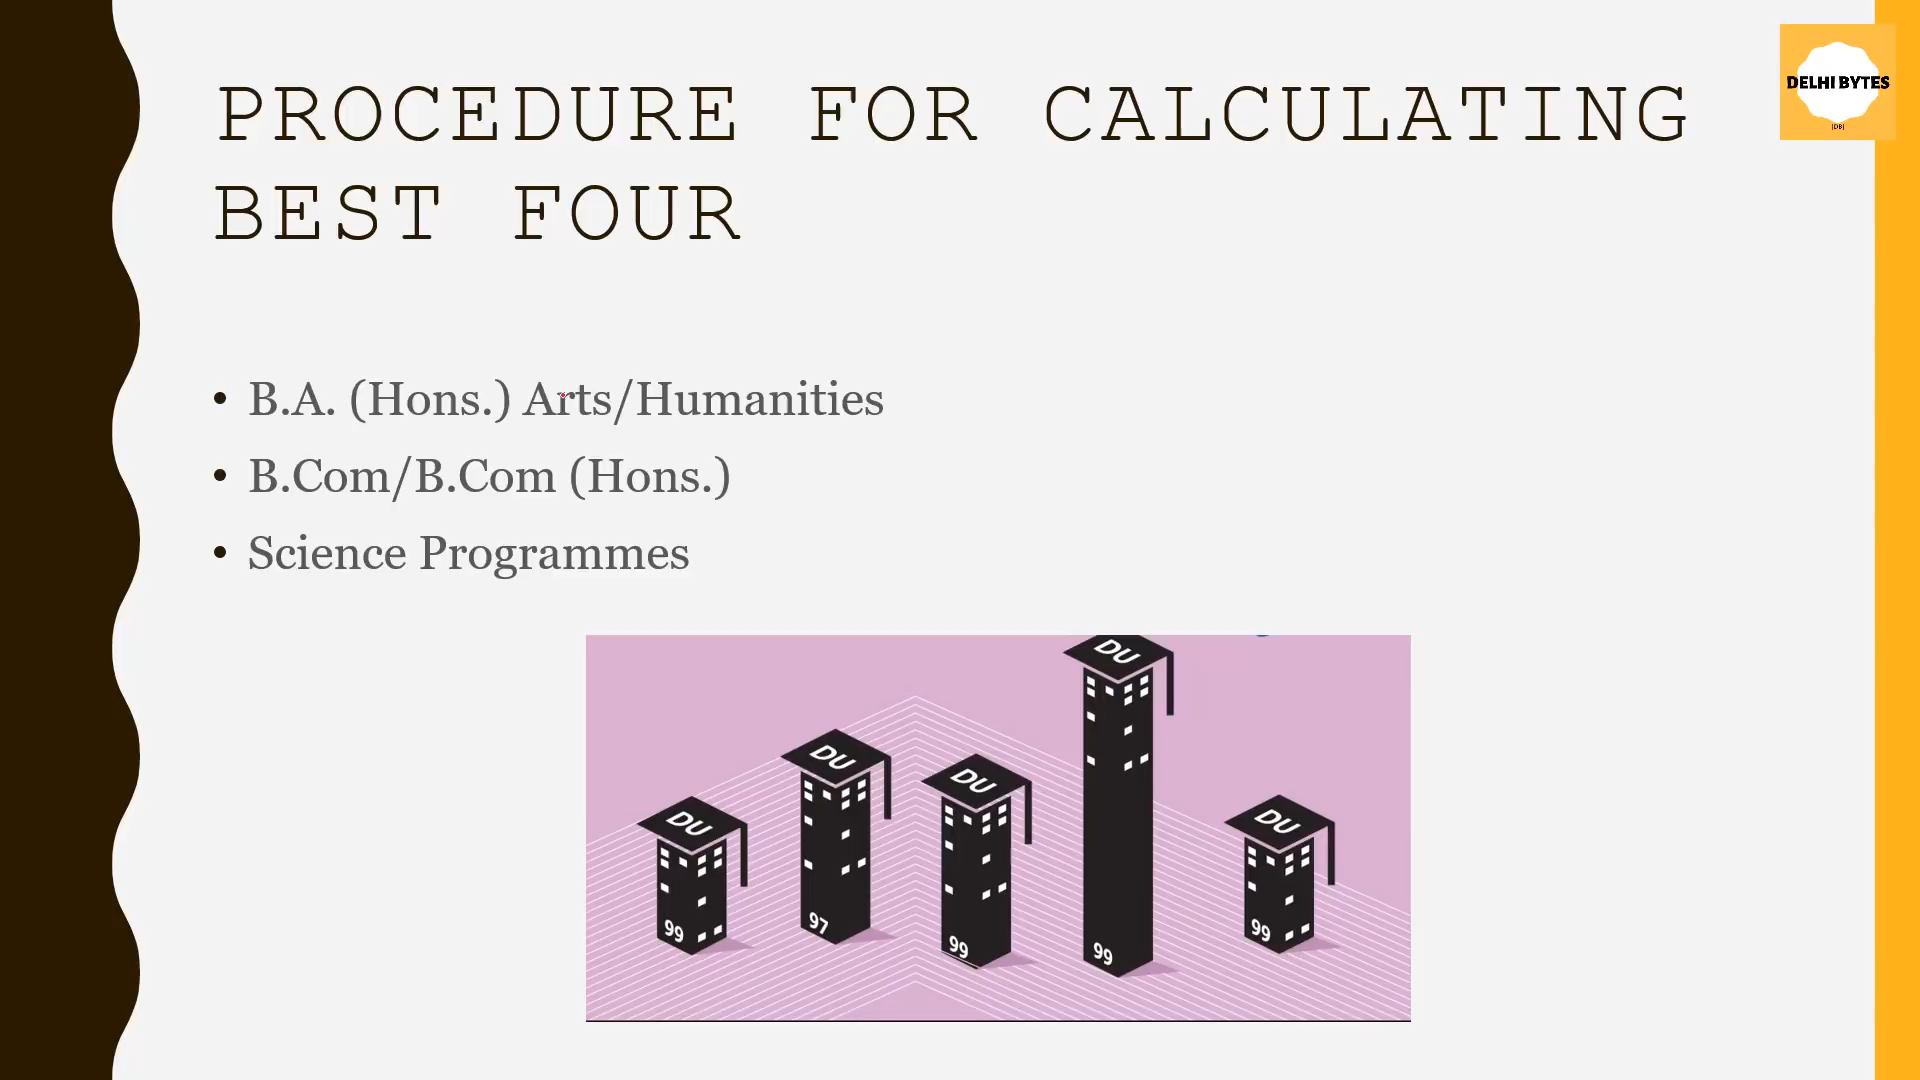 PROCEDURE FOR CALCULATING
BEST FOUR
DELHI BYTES
(DB)
• B.A. (Hons.) Arts/Humanities
• B.Com/B.Com (Hons.)
• Science Programmes
DU
DU
DU
DU
DU
99
97
99
99
99